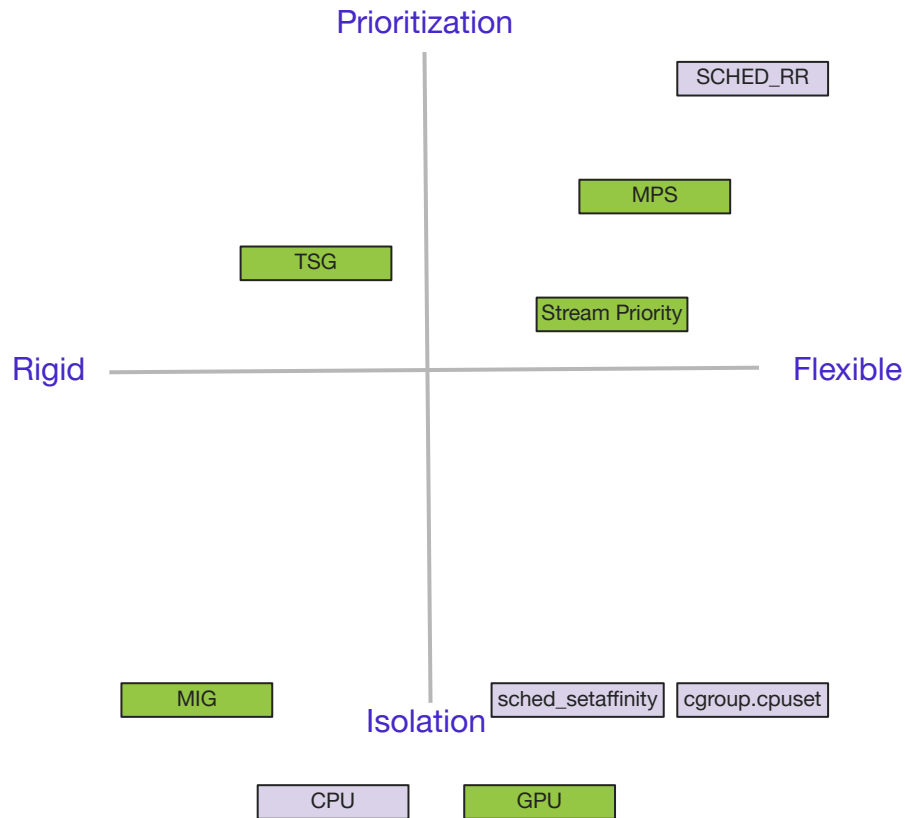 Prioritization
SCHED_RR
MPS
TSG
Stream Priority
Rigid
Flexible
MIG
sched_setaffinity
cgroup.cpuset
Isolation
CPU
GPU